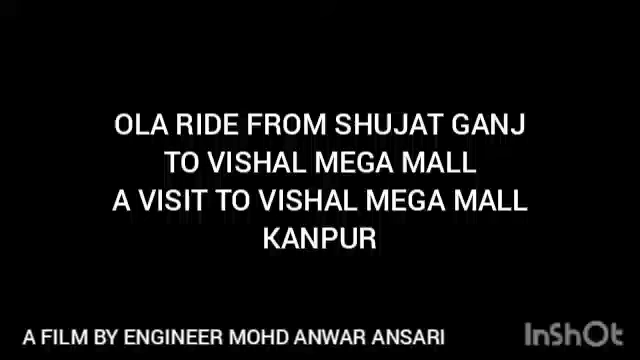 OLA RIDE FROM SHUJAT GANJ
TO VISHAL MEGA MALL
A VISIT TO VISHAL MEGA MALL
KANPUR
A FILM BY ENGINEER MOHD ANWAR ANSARI
InShOt